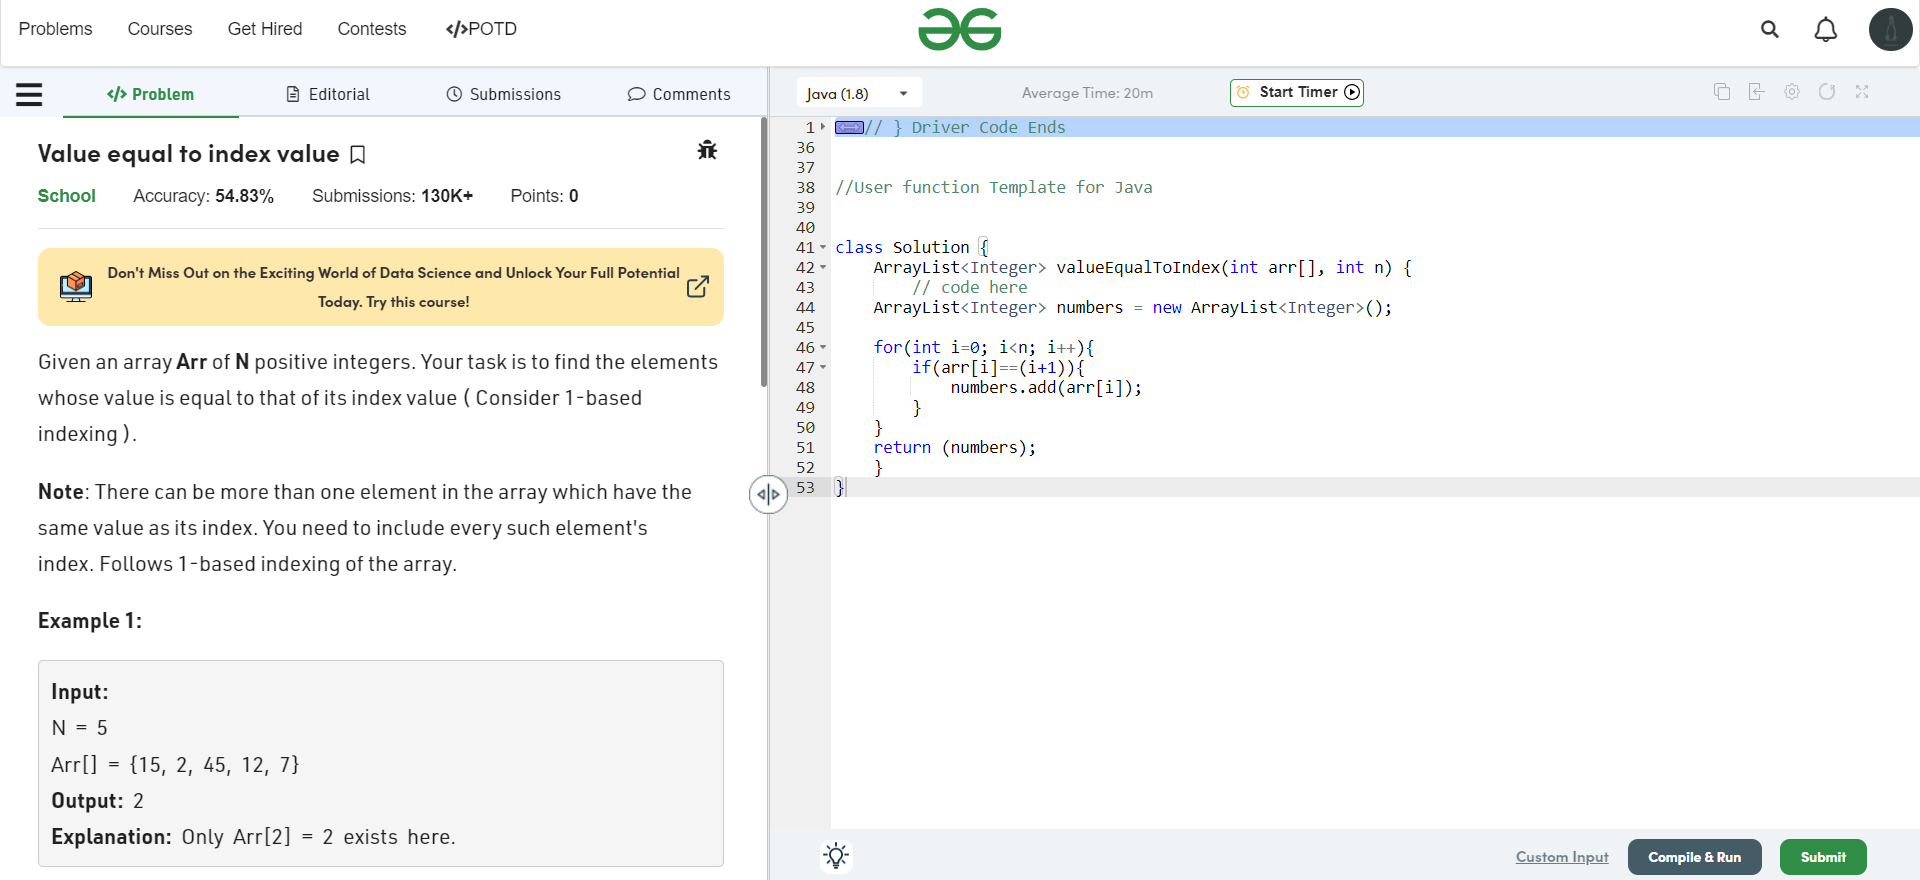 Problems Courses Get Hired Contests </>POTD
</> Problem Editorial Submissions Comments
Value equal to index value
School Accuracy: 54.83% Submissions: 130K+ Points: 0
Don't Miss Out on the Exciting World of Data Science and Unlock Your Full Potential
Today. Try this course!
Given an array Arr of N positive integers. Your task is to find the elements
whose value is equal to that of its index value ( Consider 1-based
indexing ).
Note: There can be more than one element in the array which have the
same value as its index. You need to include every such element's
index. Follows 1-based indexing of the array.
Example 1:
Input:
N = 5
Arr[] = {15, 2, 45, 12, 7}
Output: 2
Explanation: Only Arr[2] = 2 exists here.
Java (1.8) Average Time: 20m Start Timer
1 // } Driver Code Ends
36
37
38 //User function Template for Java
39
40
41 class Solution {
42 ArrayList<Integer> valueEqualToIndex(int arr[], int n) {
43 // code here
44 ArrayList<Integer> numbers = new ArrayList<Integer>();
45
46 for(int i=0; i<n; i++){
47 if(arr[i]==(i+1)){
48 numbers.add(arr[i]);
49 }
50 }
51 return (numbers);
52 }
53 }
Custom Input Compile & Run Submit